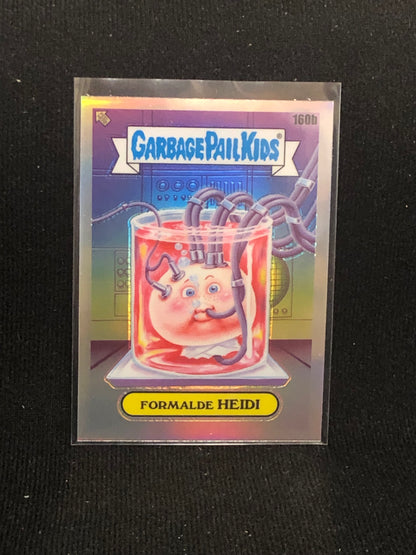 160b
GARBAGE PAIL KIDS
FORMALDE HEIDI